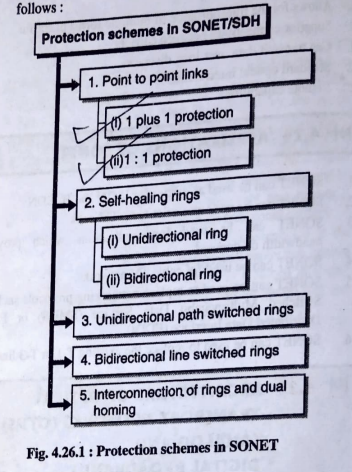 follows :
Protection schemes in SONET/SDH
1. Point to point links
(i) 1 plus 1 protection
(ii)1 : 1 protection
2. Self-healing rings
(i) Unidirectional ring
(ii) Bidirectional ring
3. Unidirectional path switched rings
4. Bidirectional line switched rings
5. Interconnection of rings and dual
homing
Fig. 4.26.1 : Protection schemes in SONET